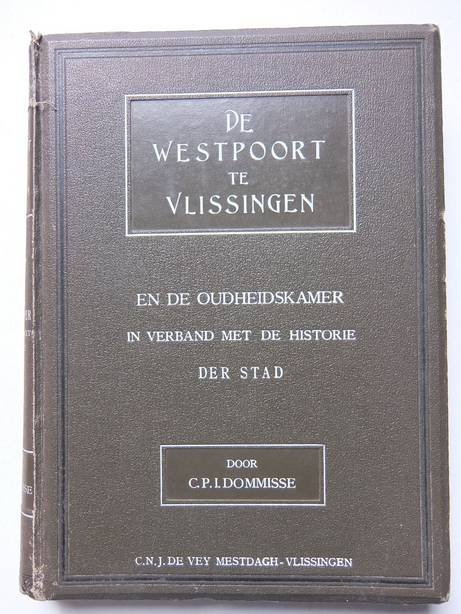 DE
WESTPOORT
TE
VLISSINGEN
EN DE OUDHEIDSKAMER
IN VERBAND MET DE HISTORIE
DER STAD
DOOR
C.P.I. DOMMISSE
C.N.J. DE VEY MESTDAGH-VLISSINGEN